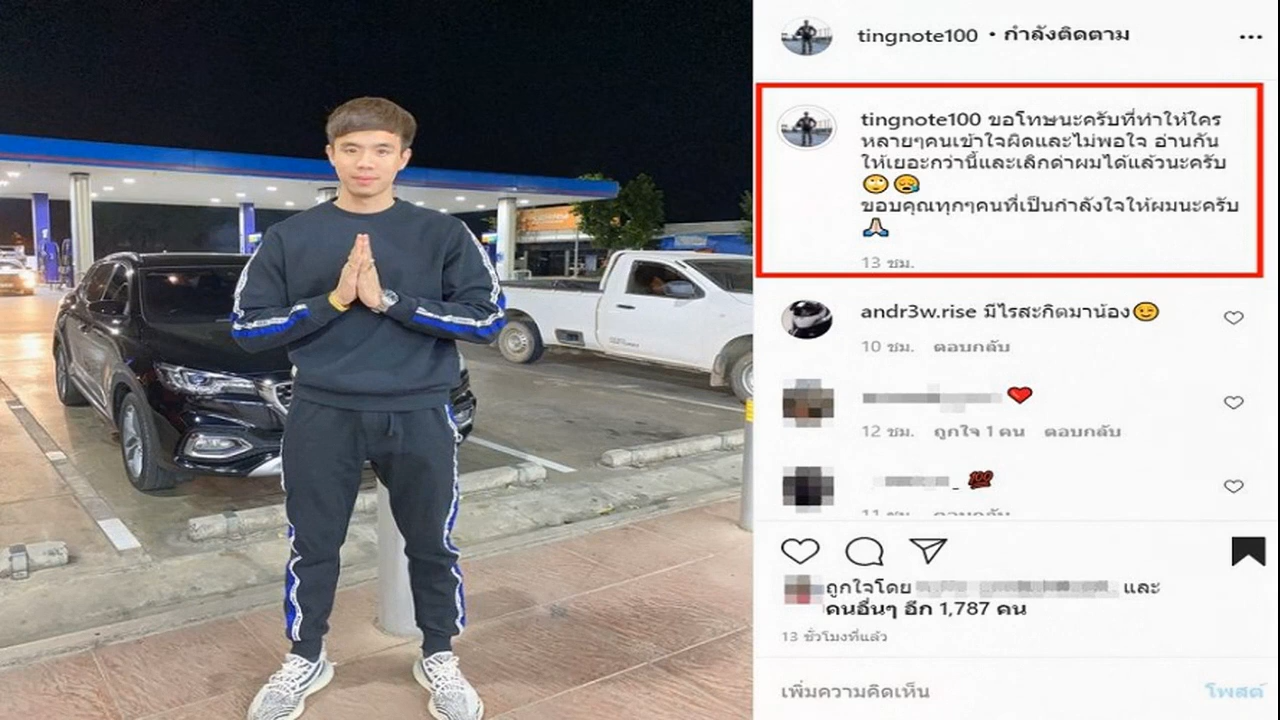 tingnote100 • กำลังติดตาม
tingnote100 ขอโทษนะครับที่ทำให้ใคร
หลายๆคนเข้าใจผิดและไม่พอใจ อ่านกัน
ให้เยอะกว่านี้และเลิกด่าผมได้แล้วนะครับ
🙄😪
ขอบคุณทุกๆคนที่เป็นกำลังใจให้ผมนะครับ
🙏🏻
13 ชม.
andr3w.rise มีไรสะกิดมาน้อง😉
10 ชม. ตอบกลับ
❤️
12 ชม. ถูกใจ 1 คน ตอบกลับ
💯
11 ชม. ตอบกลับ
ถูกใจโดย และ
คนอื่นๆ อีก 1,787 คน
13 ชั่วโมงที่แล้ว
เพิ่มความคิดเห็น
โพสต์